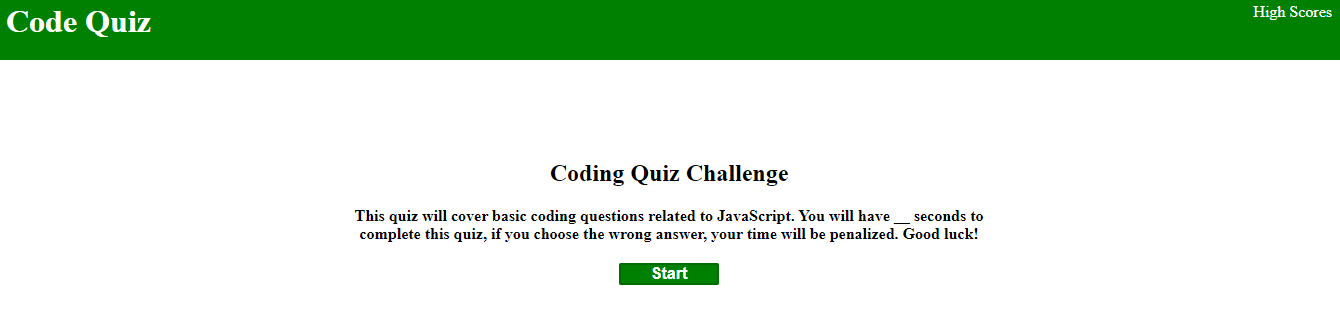 Code Quiz
High Scores
Coding Quiz Challenge
This quiz will cover basic coding questions related to JavaScript. You will have __ seconds to
complete this quiz, if you choose the wrong answer, your time will be penalized. Good luck!
Start